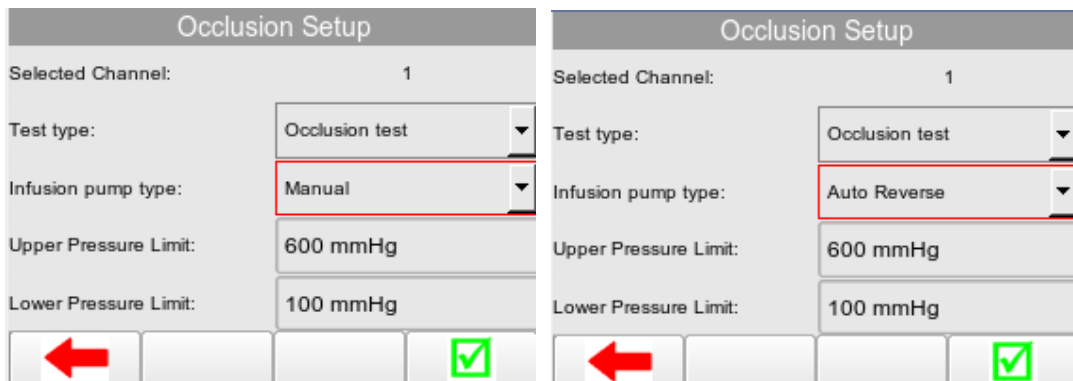 Occlusion Setup
Selected Channel: 1
Test type: Occlusion test
Infusion pump type: Manual
Upper Pressure Limit: 600 mmHg
Lower Pressure Limit: 100 mmHg
Occlusion Setup
Selected Channel: 1
Test type: Occlusion test
Infusion pump type: Auto Reverse
Upper Pressure Limit: 600 mmHg
Lower Pressure Limit: 100 mmHg